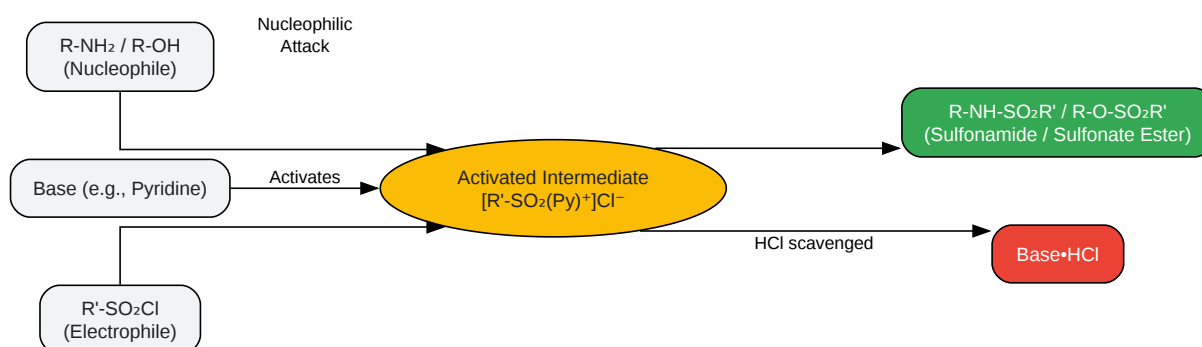 R-NH₂ / R-OH
(Nucleophile)
Nucleophilic
Attack
Base (e.g., Pyridine)
Activates
R'-SO₂Cl
(Electrophile)
Activated Intermediate
[R'-SO₂(Py)⁺]Cl⁻
R-NH-SO₂R' / R-O-SO₂R'
(Sulfonamide / Sulfonate Ester)
HCl scavenged
Base•HCl